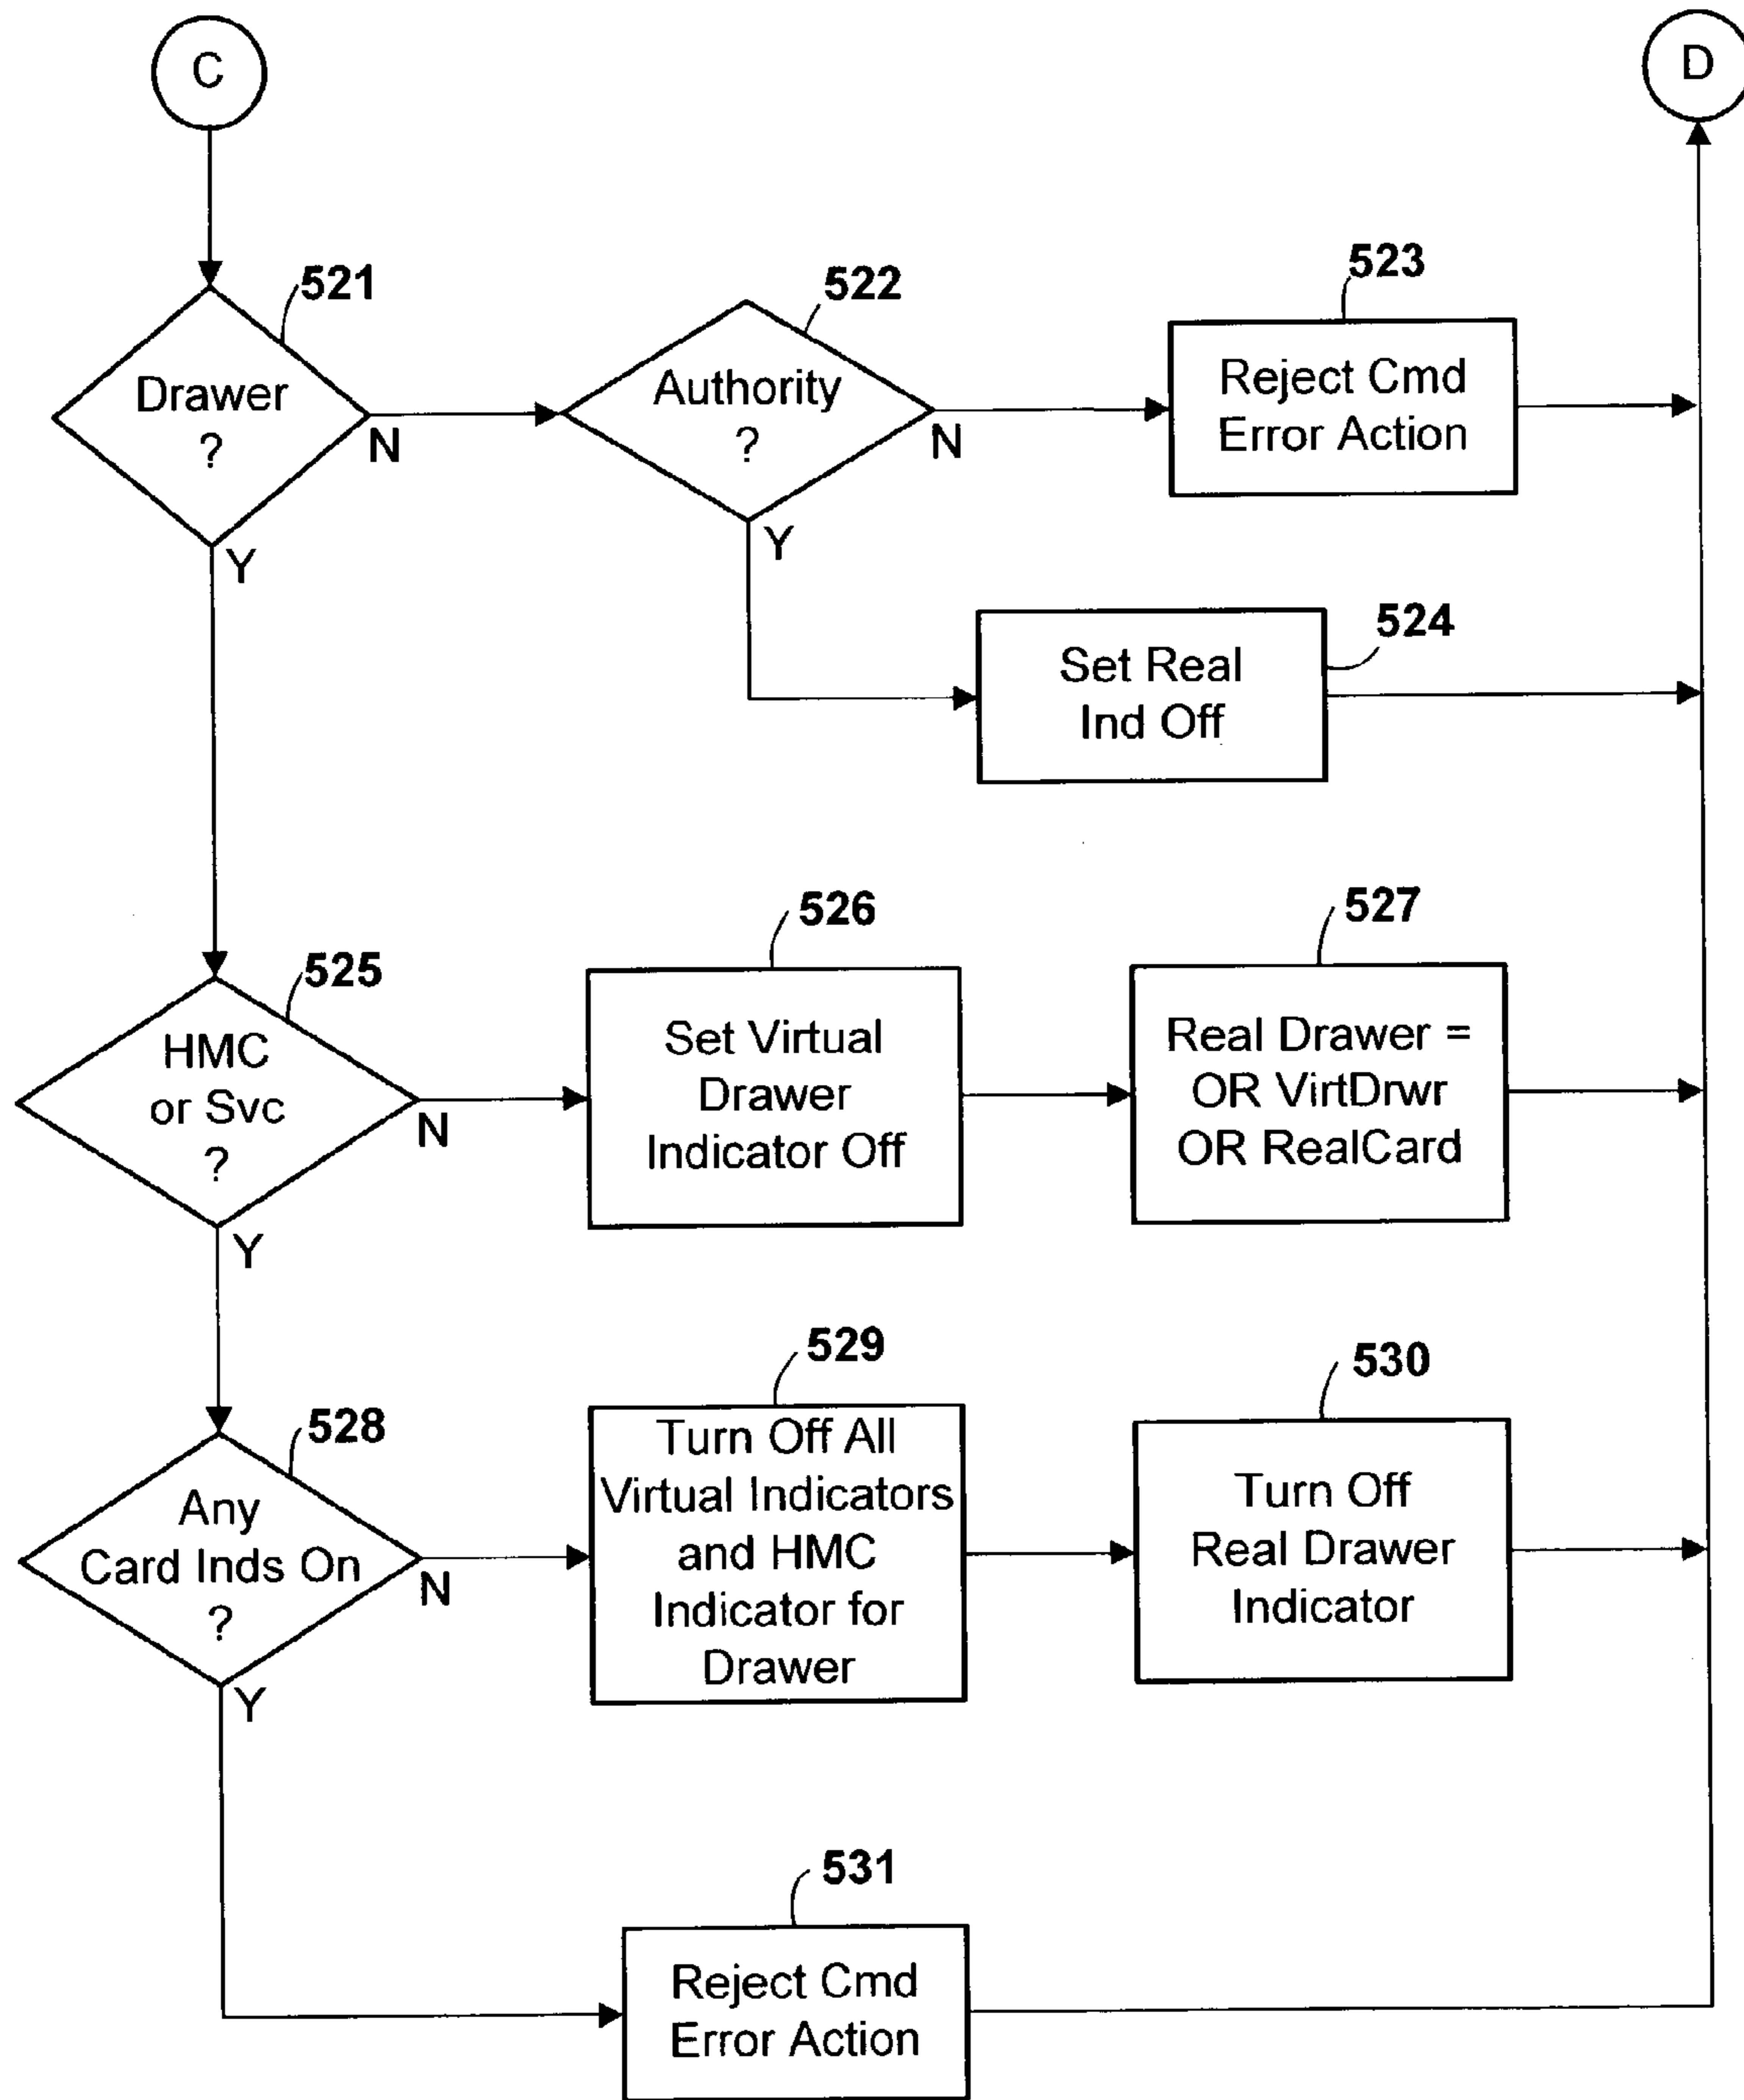 C
D
521
Drawer
?
N
Y
522
Authority
?
N
Y
523
Reject Cmd
Error Action
524
Set Real
Ind Off
525
HMC
or Svc
?
N
Y
526
Set Virtual
Drawer
Indicator Off
527
Real Drawer =
OR VirtDrwr
OR RealCard
528
Any
Card Inds On
?
N
Y
529
Turn Off All
Virtual Indicators
and HMC
Indicator for
Drawer
530
Turn Off
Real Drawer
Indicator
531
Reject Cmd
Error Action